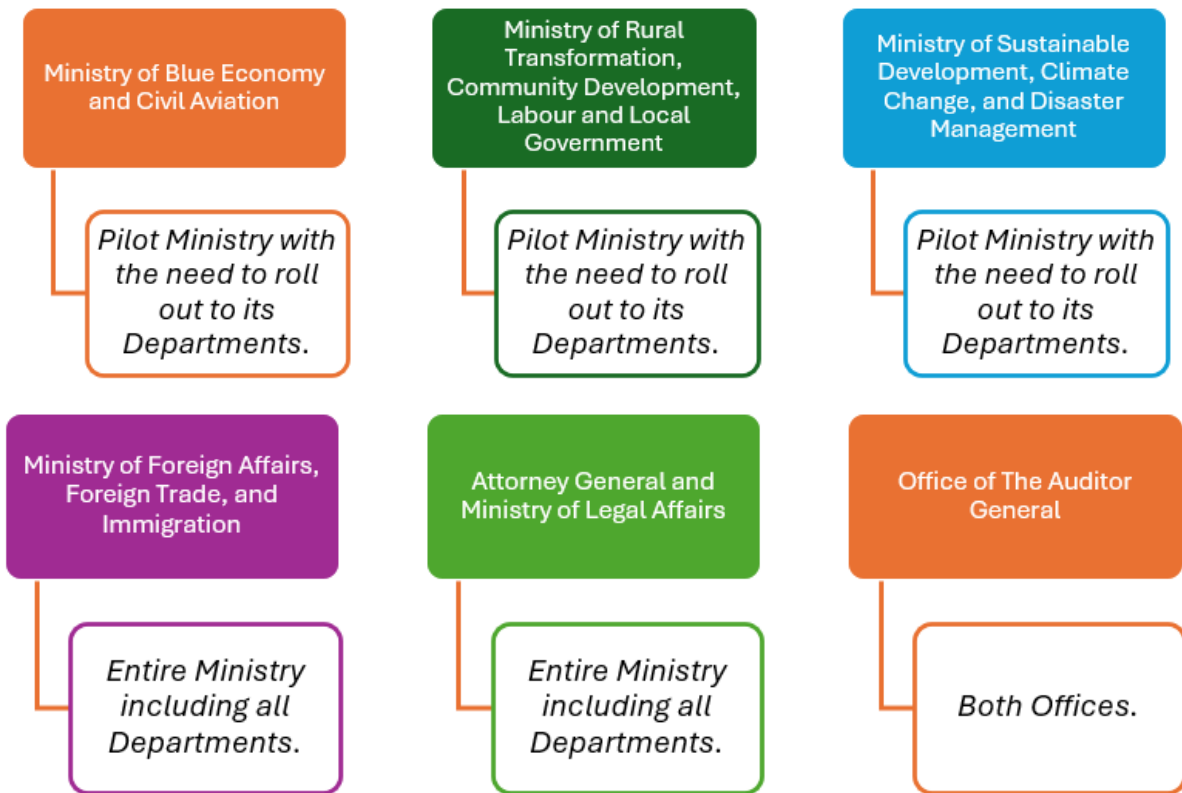 Ministry of Blue Economy
and Civil Aviation
Ministry of Rural
Transformation,
Community Development,
Labour and Local
Government
Ministry of Sustainable
Development, Climate
Change, and Disaster
Management
Pilot Ministry with
the need to roll
out to its
Departments.
Pilot Ministry with
the need to roll
out to its
Departments.
Pilot Ministry with
the need to roll
out to its
Departments.
Ministry of Foreign Affairs,
Foreign Trade, and
Immigration
Attorney General and
Ministry of Legal Affairs
Office of The Auditor
General
Entire Ministry
including all
Departments.
Entire Ministry
including all
Departments.
Both Offices.